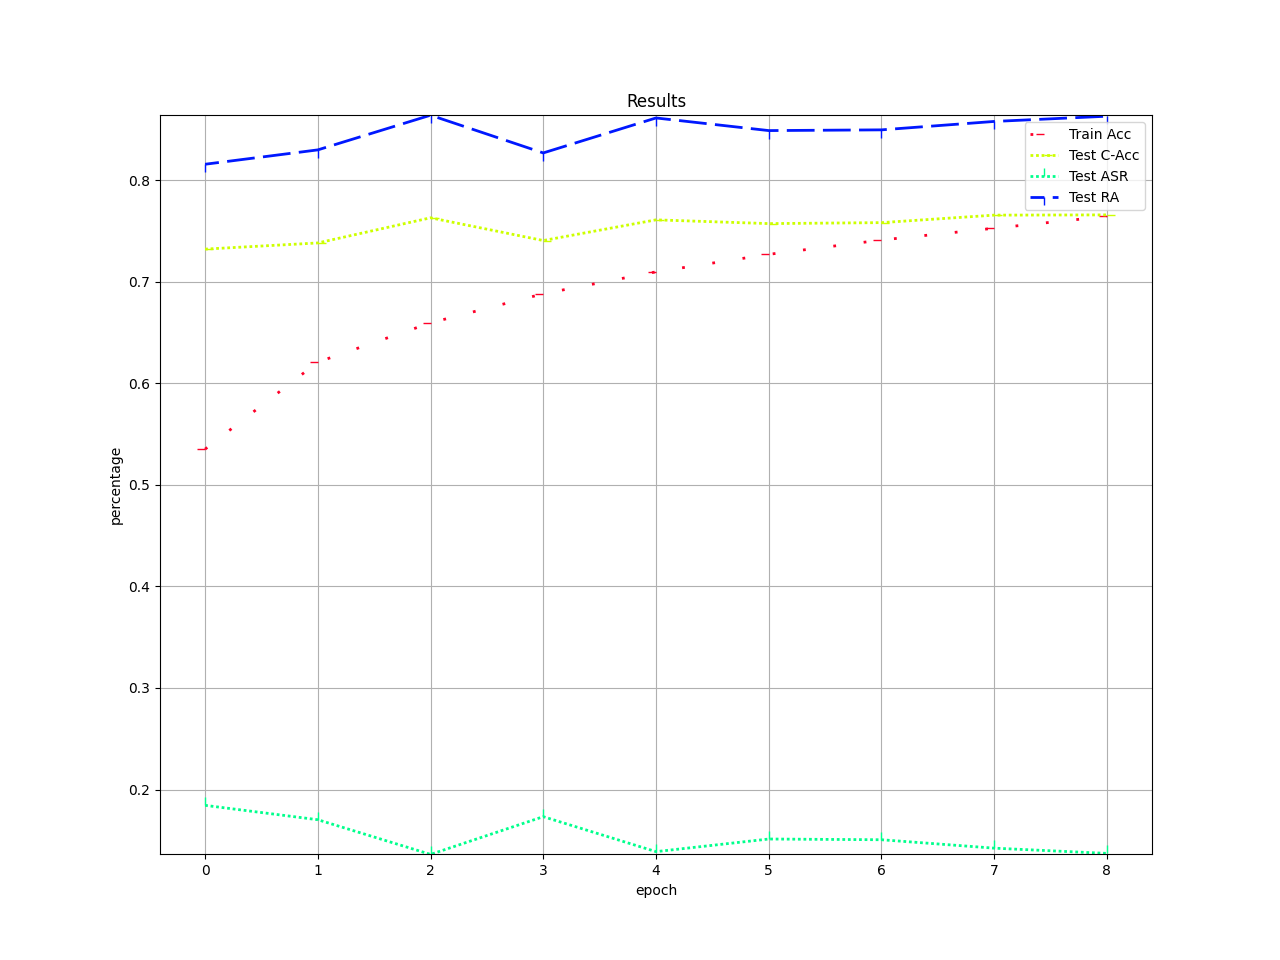 Results
Train Acc
Test C-Acc
Test ASR
Test RA
percentage
0.8
0.7
0.6
0.5
0.4
0.3
0.2
0 1 2 3 4 5 6 7 8
epoch